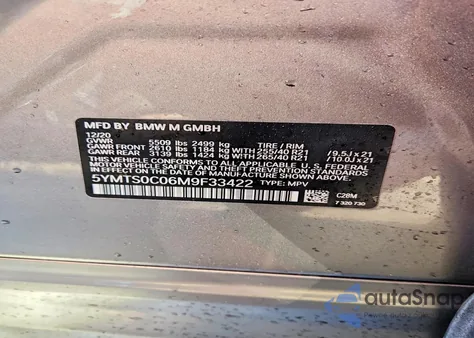 MFD BY BMW M GMBH
12/20
GVWR 5509 lbs 2499 kg TIRE / RIM
GAWR FRONT 2610 lbs 1184 kg WITH 255/40 R21 / 9.5J x 21
GAWR REAR 3139 lbs 1424 kg WITH 265/40 R21 / 10.0J x 21
THIS VEHICLE CONFORMS TO ALL APPLICABLE U.S. FEDERAL
MOTOR VEHICLE SAFETY, BUMPER, AND THEFT PREVENTION
STANDARDS IN EFFECT ON THE DATE OF MANUFACTURE
SHOWN ABOVE
5YMTS0C06M9F33422 TYPE: MPV
C28M
7 320 730
autoSnap